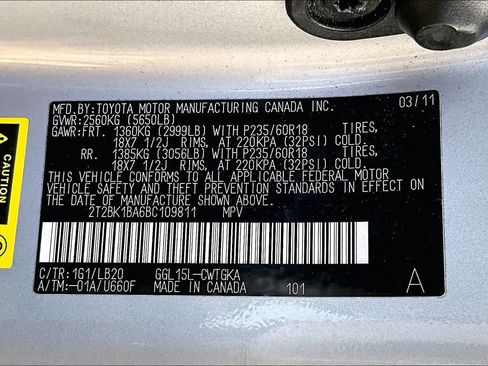 MFD.BY:TOYOTA MOTOR MANUFACTURING CANADA INC.
GVWR:2560KG (5650LB) 03/11
GAWR:FRT. 1360KG (2999LB) WITH P235/60R18 TIRES,
18X7 1/2J RIMS, AT 220KPA (32PSI) COLD.
RR. 1385KG (3056LB) WITH P235/60R18 TIRES,
18X7 1/2J RIMS, AT 220KPA (32PSI) COLD.
THIS VEHICLE CONFORMS TO ALL APPLICABLE FEDERAL MOTOR
VEHICLE SAFETY AND THEFT PREVENTION STANDARDS IN EFFECT ON
THE DATE OF MANUFACTURE SHOWN ABOVE.
2T2BK1BA6BC109811 MPV
C/TR:1G1/LB20 GGL15L-CWTGKA
A/TM:-01A/U660F MADE IN CANADA 101 A